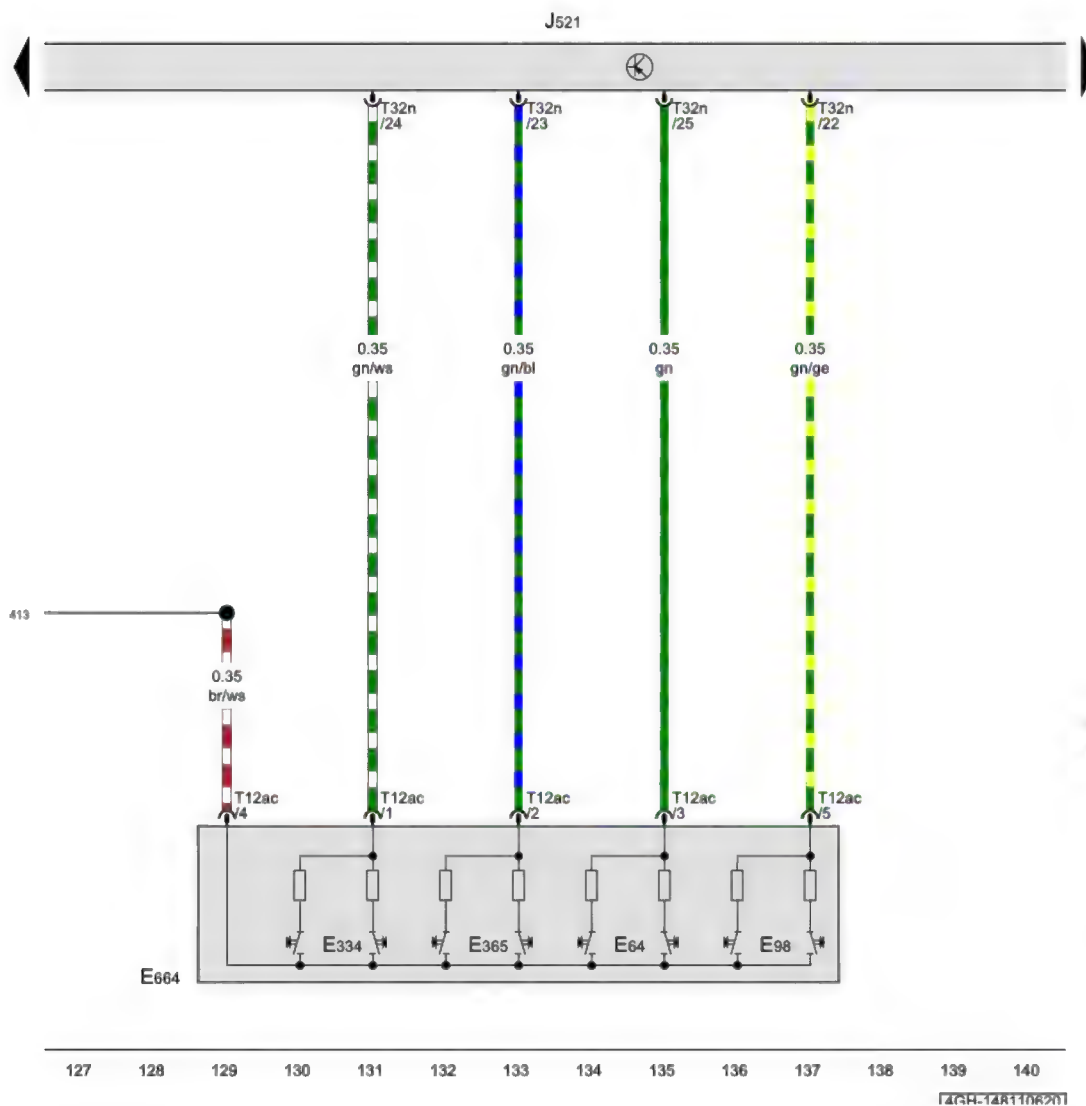 J521
T32n
/24
T32n
/23
T32n
/25
T32n
/22
0.35
gn/ws
0.35
gn/bl
0.35
gn
0.35
gn/ge
413
0.35
br/ws
T12ac
/4
T12ac
/1
T12ac
/2
T12ac
/3
T12ac
/5
E334
E365
E64
E98
E664
127 128 129 130 131 132 133 134 135 136 137 138 139 140
4GH-148110620